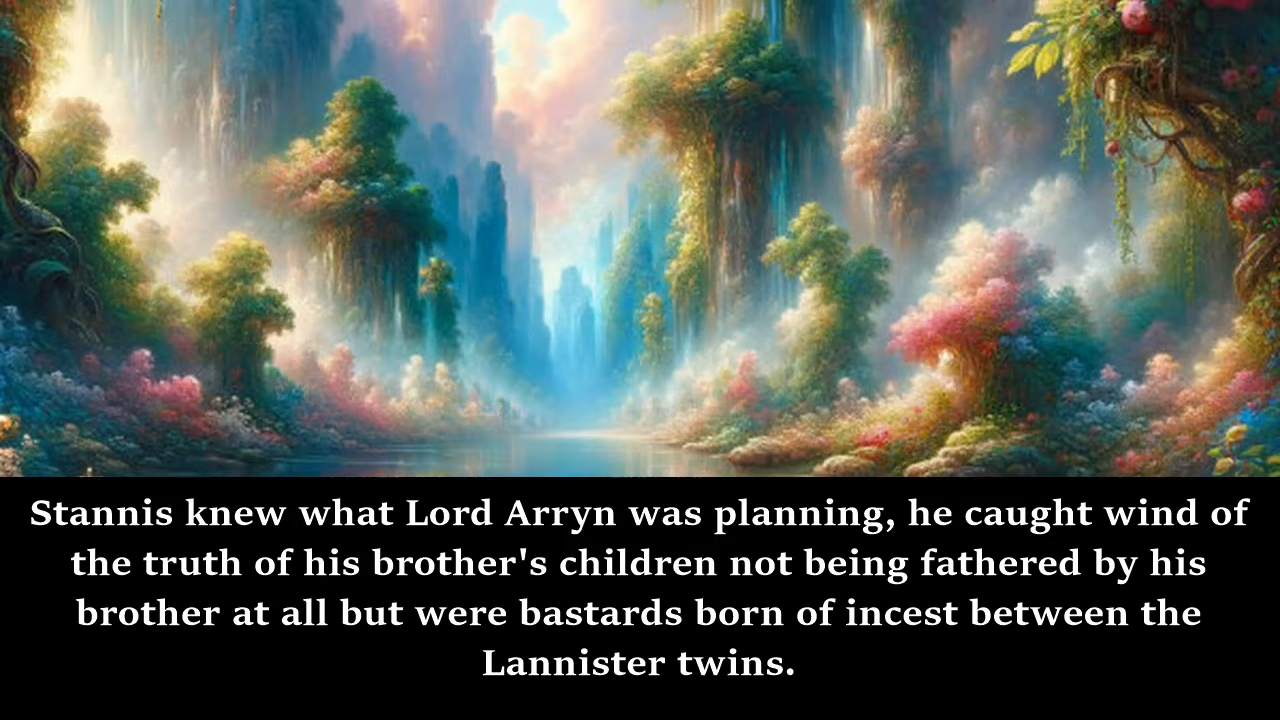 Stannis knew what Lord Arryn was planning, he caught wind of
the truth of his brother's children not being fathered by his
brother at all but were bastards born of incest between the
Lannister twins.